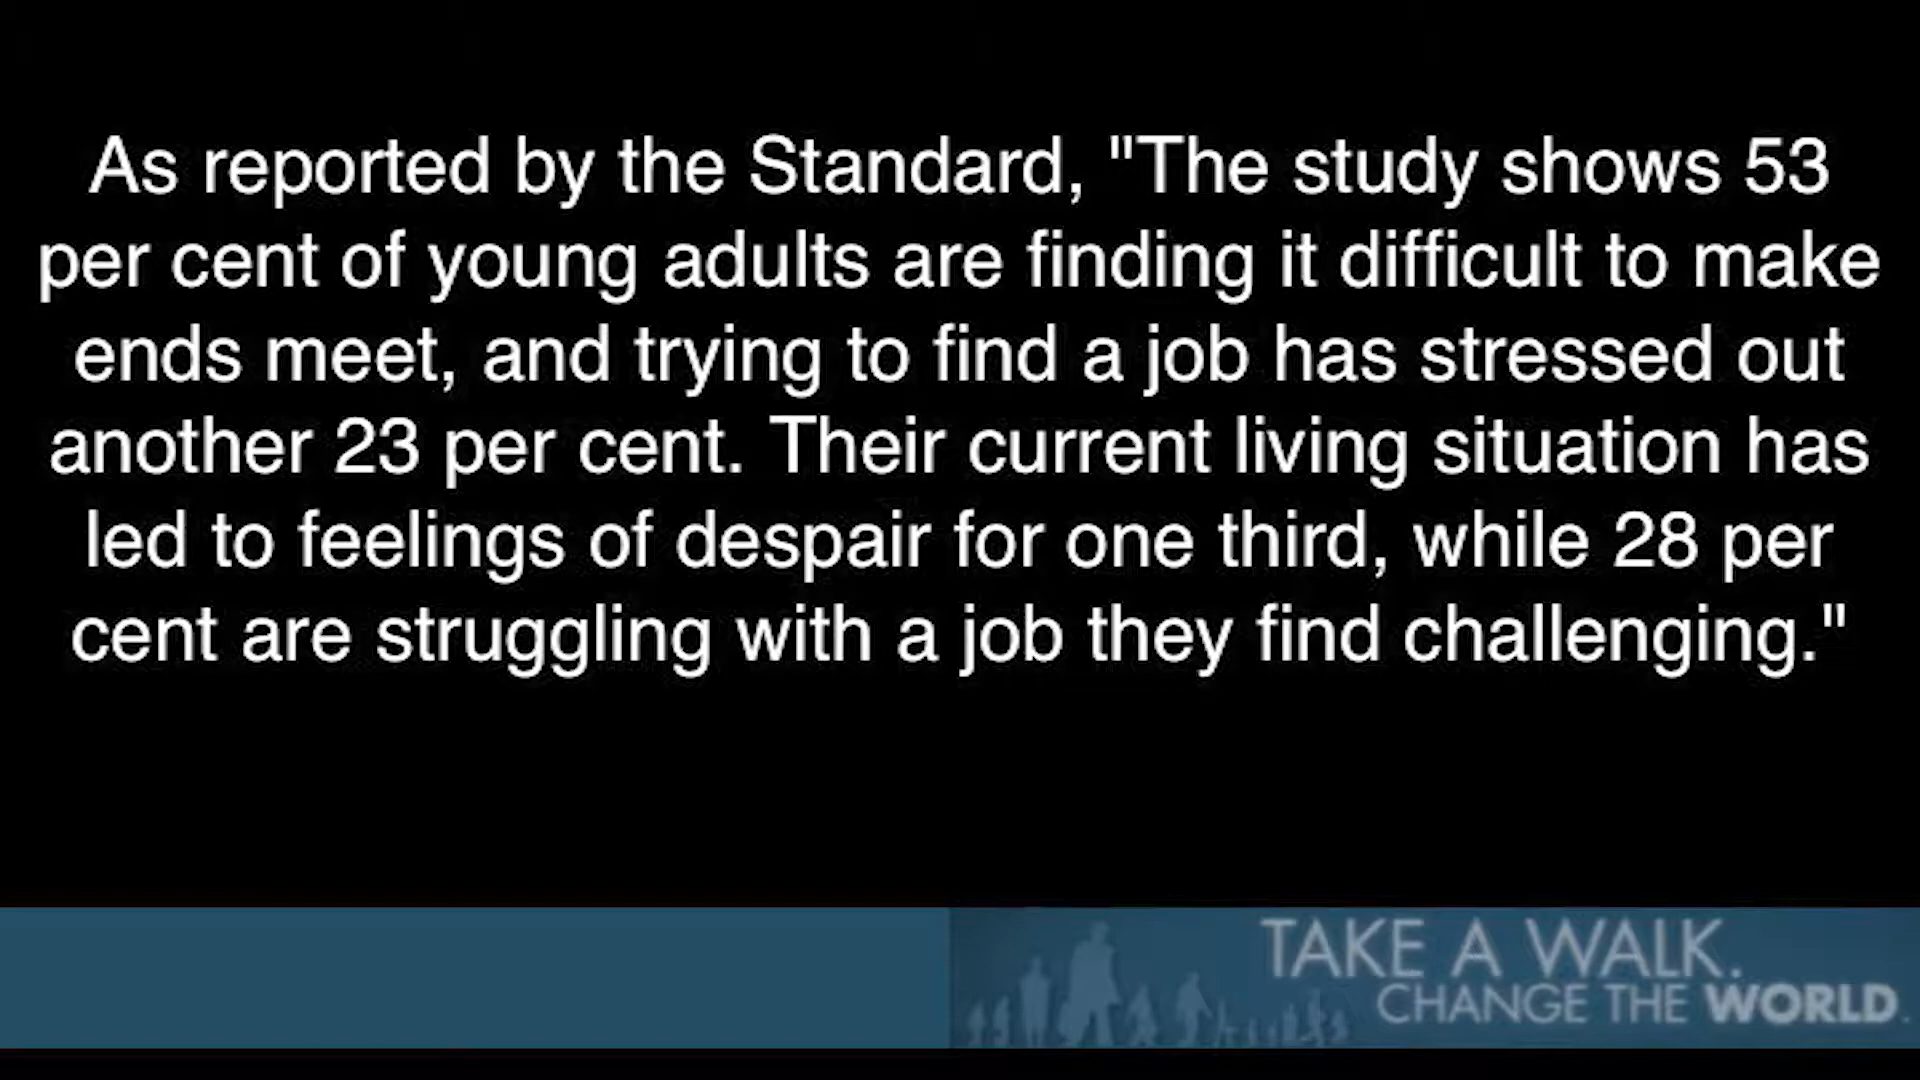 As reported by the Standard, "The study shows 53
per cent of young adults are finding it difficult to make
ends meet, and trying to find a job has stressed out
another 23 per cent. Their current living situation has
led to feelings of despair for one third, while 28 per
cent are struggling with a job they find challenging."
TAKE A WALK.
CHANGE THE WORLD.